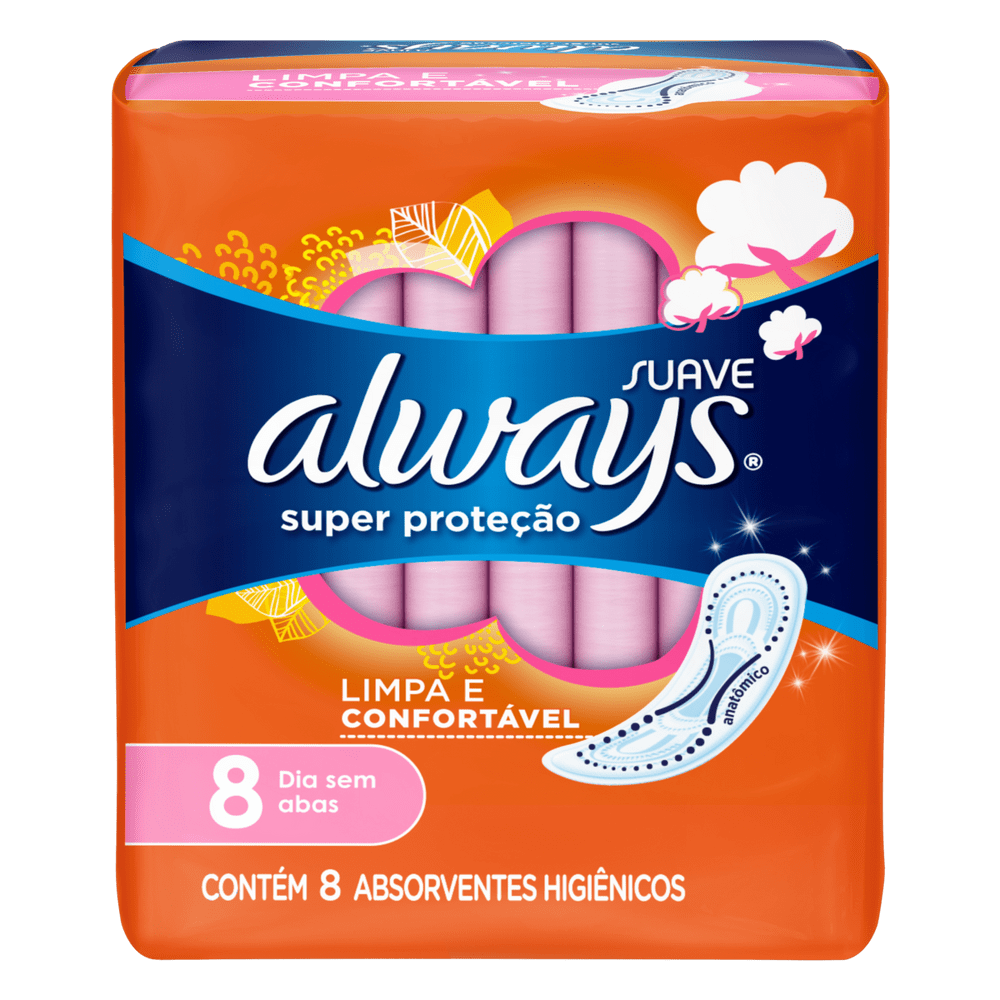 LIMPA E
CONFORTÁVEL
SUAVE
always®
super proteção
anatômico
LIMPA E
CONFORTÁVEL
8 Dia sem
abas
CONTÉM 8 ABSORVENTES HIGIÊNICOS